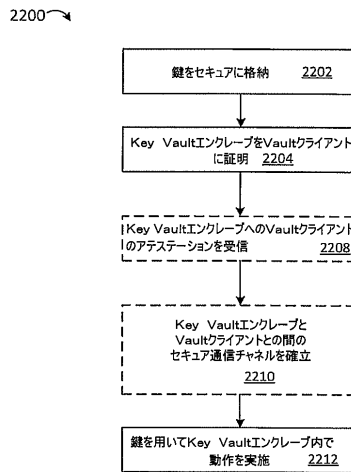 2200
鍵をセキュアに格納 2202
Key VaultエンクレーブをVaultクライアント
に証明 2204
Key VaultエンクレーブへのVaultクライアント
のアテステーションを受信 2208
Key Vaultエンクレーブと
Vaultクライアントとの間の
セキュア通信チャネルを確立
2210
鍵を用いてKey Vaultエンクレーブ内で
動作を実施 2212